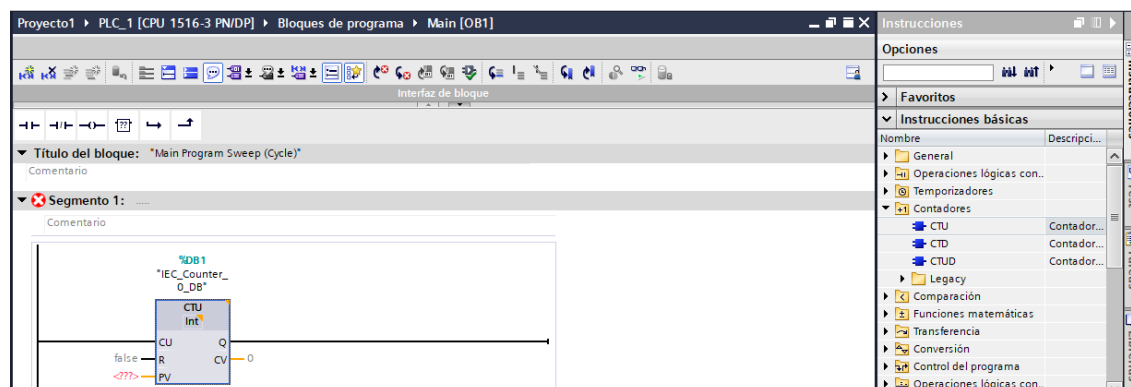 Proyecto1 ▸ PLC_1 [CPU 1516-3 PN/DP] ▸ Bloques de programa ▸ Main [OB1]
Interfaz de bloque
??
Título del bloque: "Main Program Sweep (Cycle)"
Comentario
Segmento 1: .....
Comentario
%DB1
"IEC_Counter_
0_DB"
CTU
Int
CU Q
false R CV 0
<???> PV
Instrucciones
Opciones
Favoritos
Instrucciones básicas
Nombre Descripci...
General
Operaciones lógicas con..
Temporizadores
Contadores
CTU Contador...
CTD Contador...
CTUD Contador...
Legacy
Comparación
Funciones matemáticas
Transferencia
Conversión
Control del programa
Operaciones lógicas con..
Instrucciones